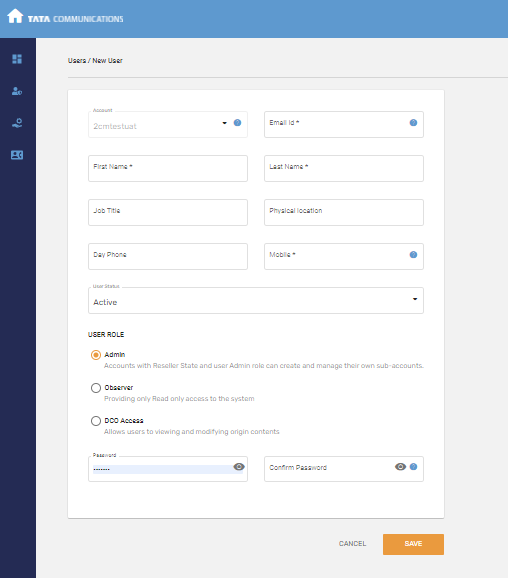 TATA COMMUNICATIONS
Users / New User
Account
2cmtestuat
Email Id *
First Name *
Last Name *
Job Title
Physical location
Day Phone
Mobile *
User Status
Active
USER ROLE
Admin
Accounts with Reseller State and user Admin role can create and manage their own sub-accounts.
Observer
Providing only Read only access to the system
DCO Access
Allows users to viewing and modifying origin contents
Password
Confirm Password
CANCEL
SAVE